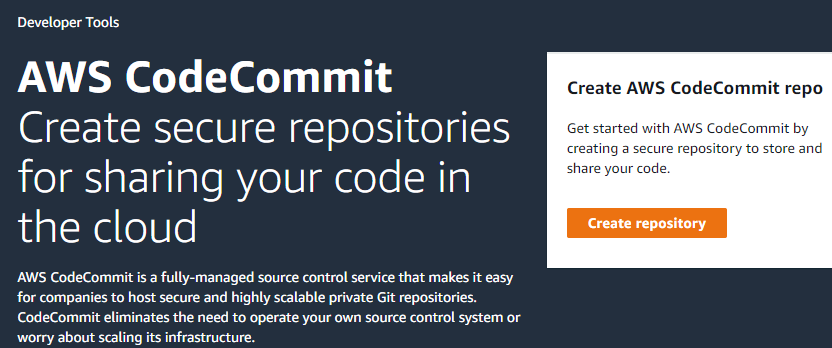 Developer Tools
AWS CodeCommit
Create secure repositories
for sharing your code in
the cloud
AWS CodeCommit is a fully-managed source control service that makes it easy
for companies to host secure and highly scalable private Git repositories.
CodeCommit eliminates the need to operate your own source control system or
worry about scaling its infrastructure.
Create AWS CodeCommit repo
Get started with AWS CodeCommit by
creating a secure repository to store and
share your code.
Create repository